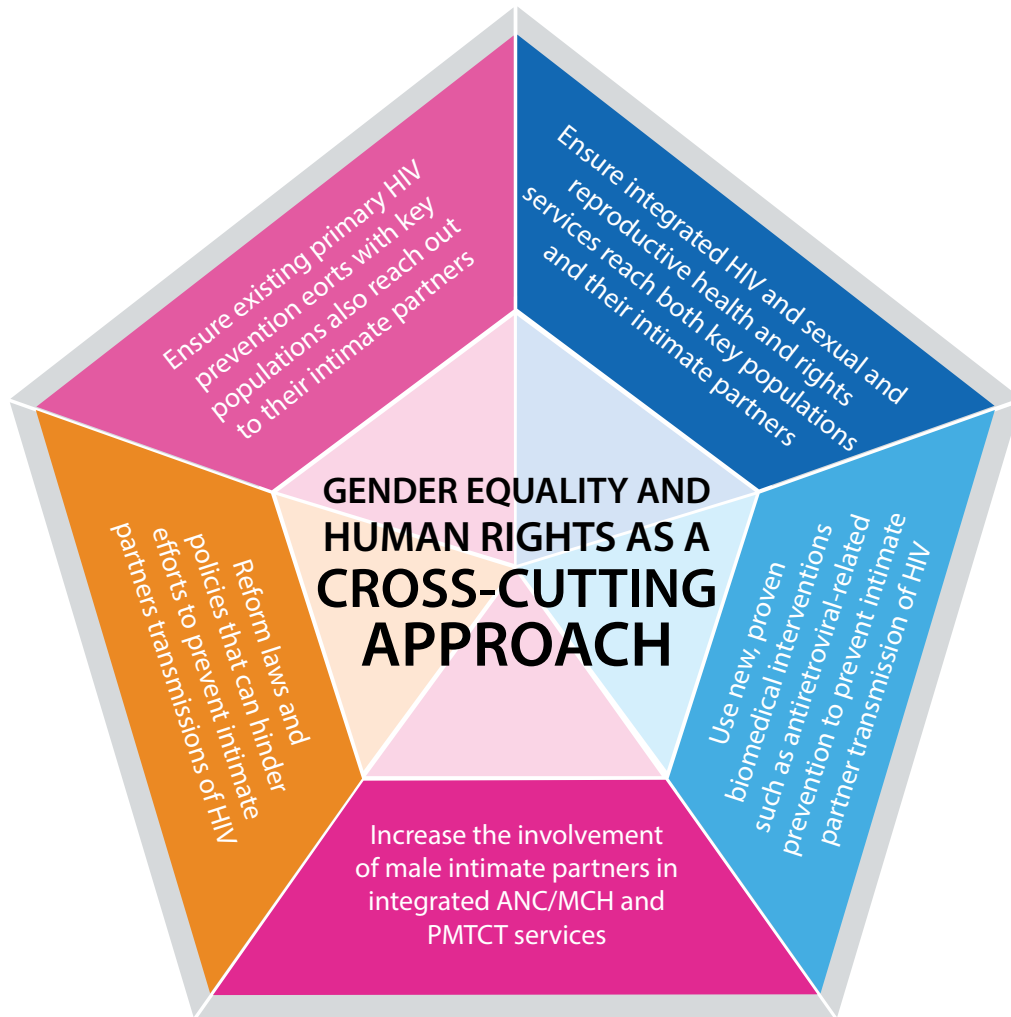 Ensure existing primary HIV
prevention eorts with key
populations also reach out
to their intimate partners
Ensure integrated HIV and sexual and
reproductive health and rights
services reach both key populations
and their intimate partners
GENDER EQUALITY AND
HUMAN RIGHTS AS A
CROSS-CUTTING
APPROACH
Reform laws and
policies that can hinder
efforts to prevent intimate
partners transmissions of HIV
Use new, proven
biomedical interventions
such as antiretroviral-related
prevention to prevent intimate
partner transmission of HIV
Increase the involvement
of male intimate partners in
integrated ANC/MCH and
PMTCT services